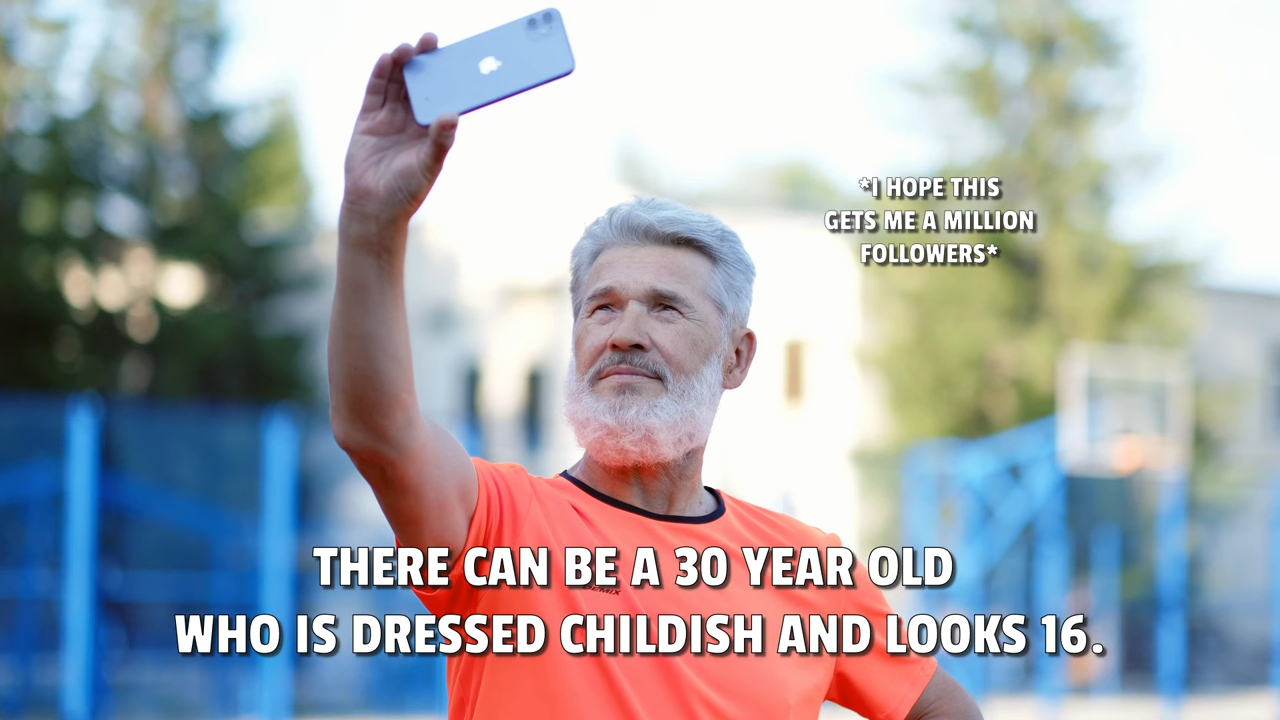 *I HOPE THIS
GETS ME A MILLION
FOLLOWERS*
THERE CAN BE A 30 YEAR OLD
WHO IS DRESSED CHILDISH AND LOOKS 16.